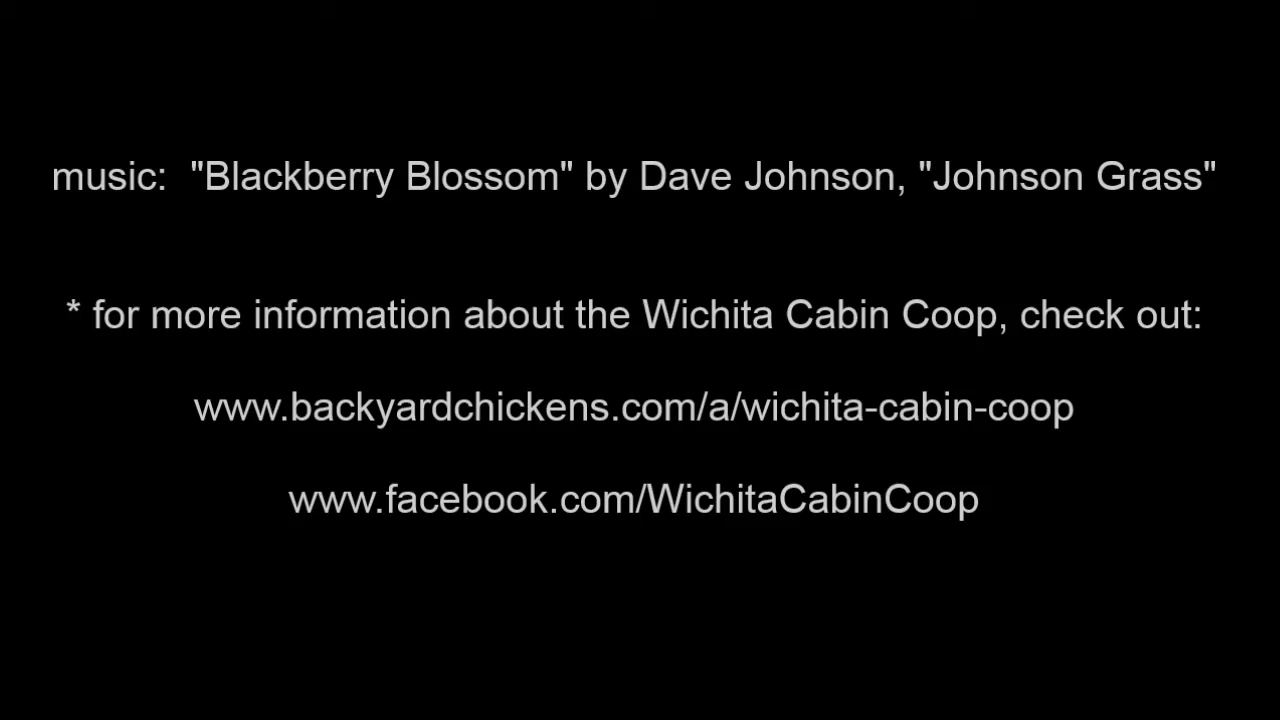 music:  "Blackberry Blossom" by Dave Johnson, "Johnson Grass"
* for more information about the Wichita Cabin Coop, check out:
www.backyardchickens.com/a/wichita-cabin-coop
www.facebook.com/WichitaCabinCoop